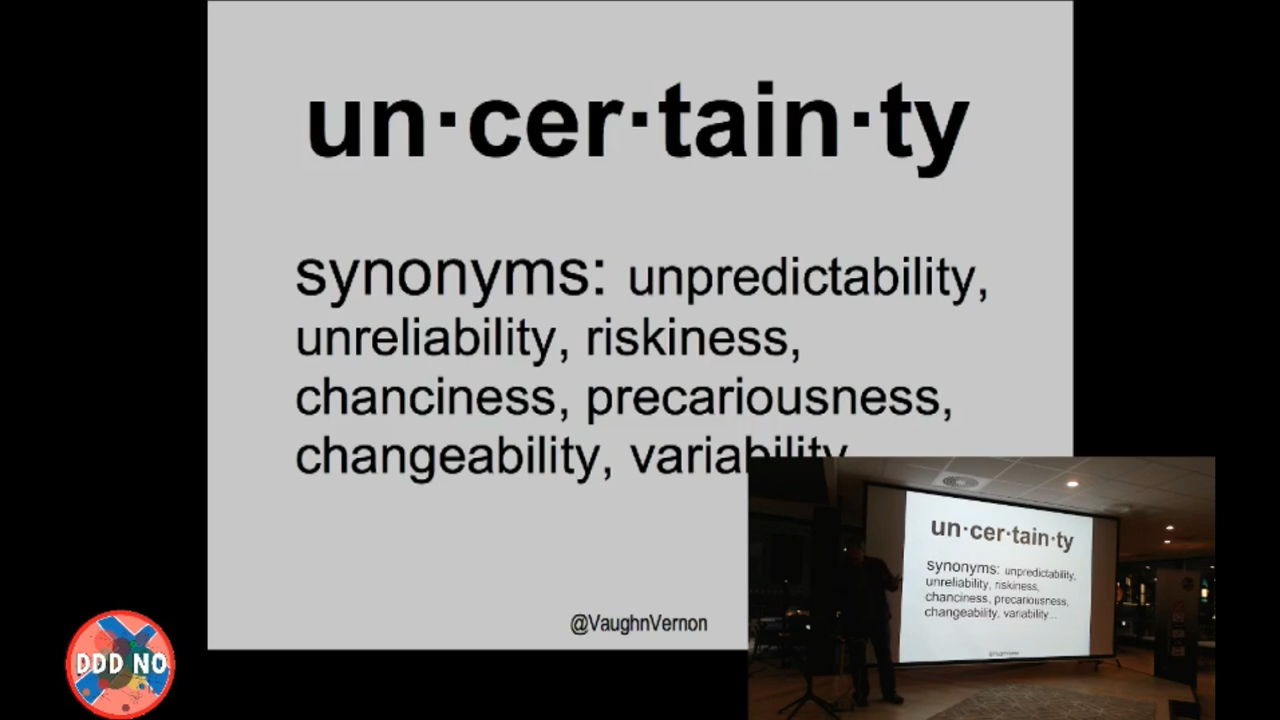 un·cer·tain·ty
synonyms: unpredictability,
unreliability, riskiness,
chanciness, precariousness,
changeability, variability
@VaughnVernon
DDD NO
un·cer·tain·ty
synonyms: unpredictability,
unreliability, riskiness,
chanciness, precariousness,
changeability, variability...